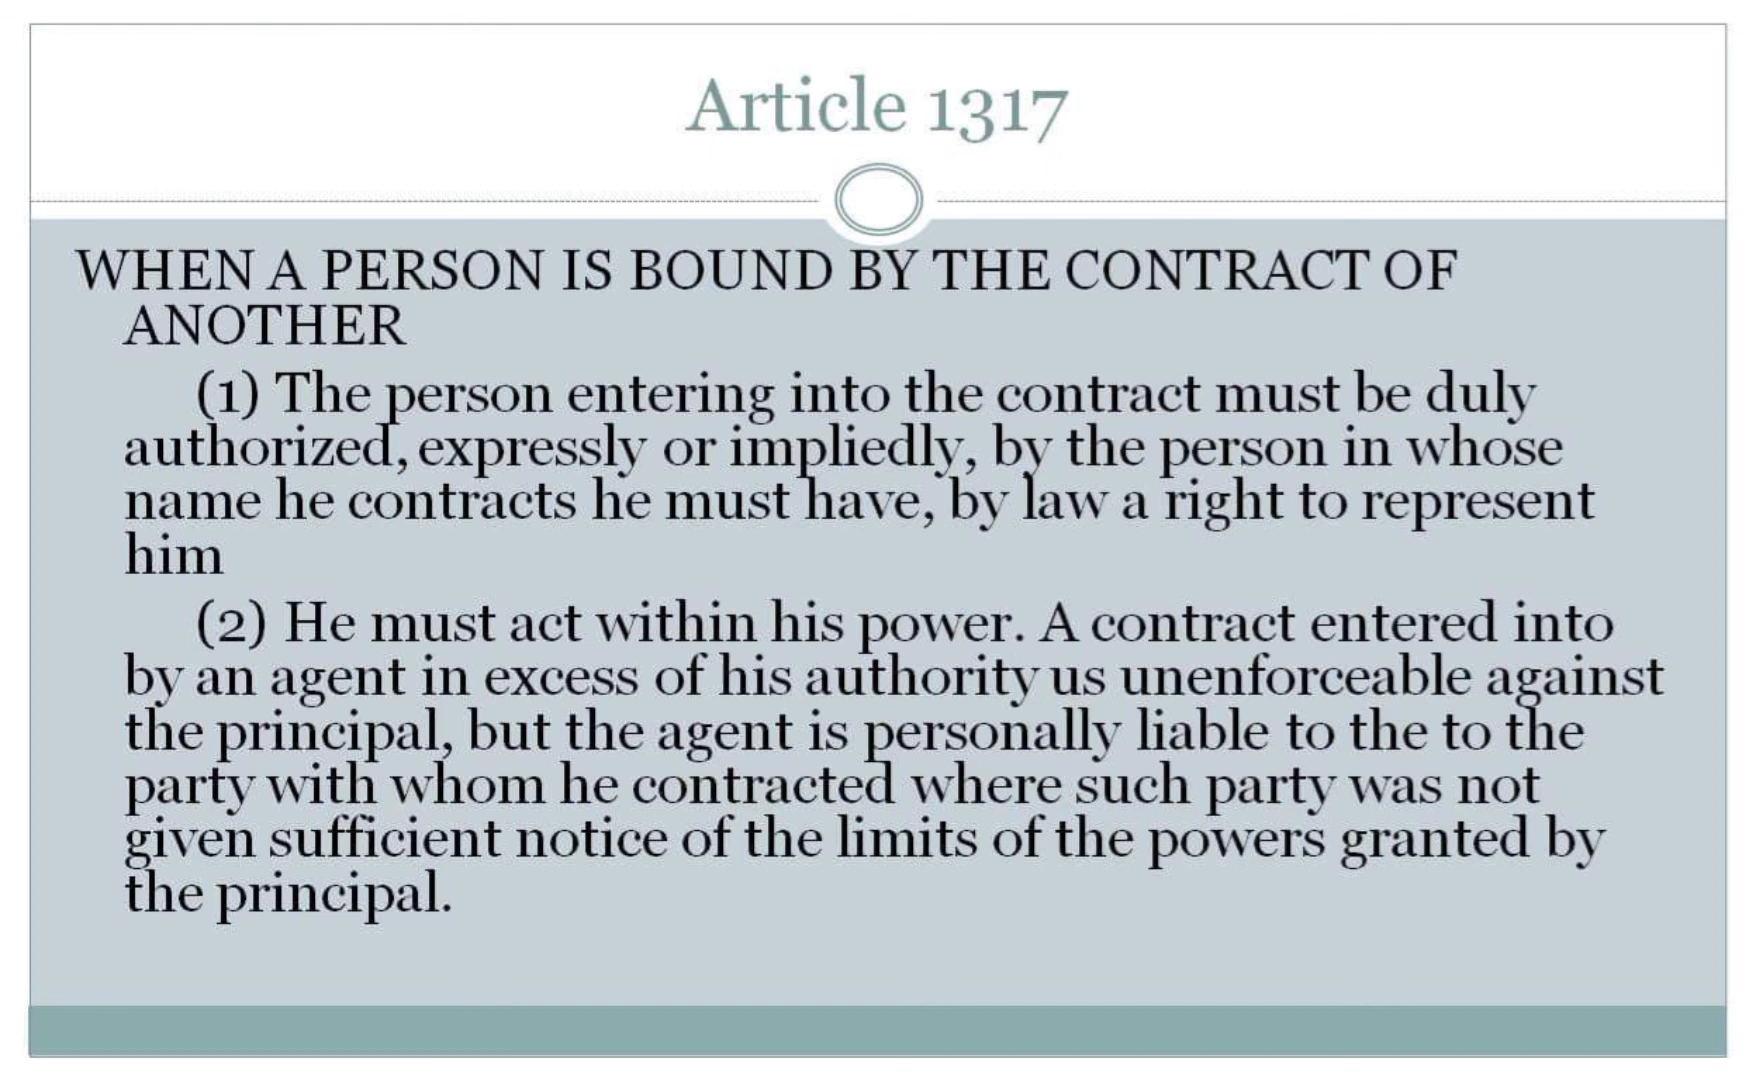 Article 1317
WHEN A PERSON IS BOUND BY THE CONTRACT OF
ANOTHER
(1) The person entering into the contract must be duly
authorized, expressly or impliedly, by the person in whose
name he contracts he must have, by law a right to represent
him
(2) He must act within his power. A contract entered into
by an agent in excess of his authority us unenforceable against
the principal, but the agent is personally liable to the to the
party with whom he contracted where such party was not
given sufficient notice of the limits of the powers granted by
the principal.